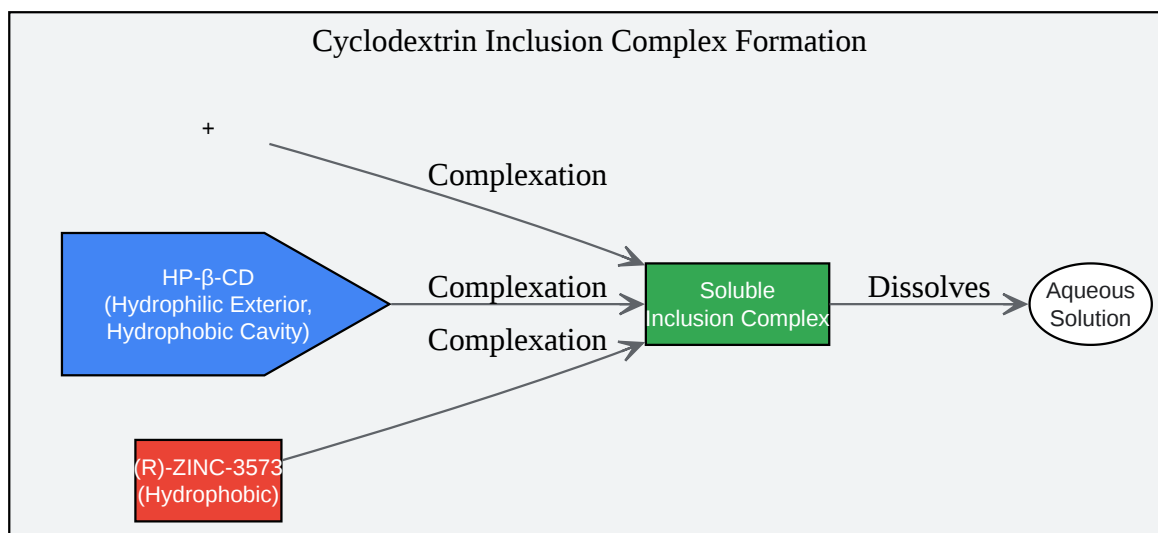 Cyclodextrin Inclusion Complex Formation
+
Complexation
HP-β-CD
(Hydrophilic Exterior,
Hydrophobic Cavity)
Complexation
Soluble
Inclusion Complex
Dissolves
Aqueous
Solution
Complexation
(R)-ZINC-3573
(Hydrophobic)